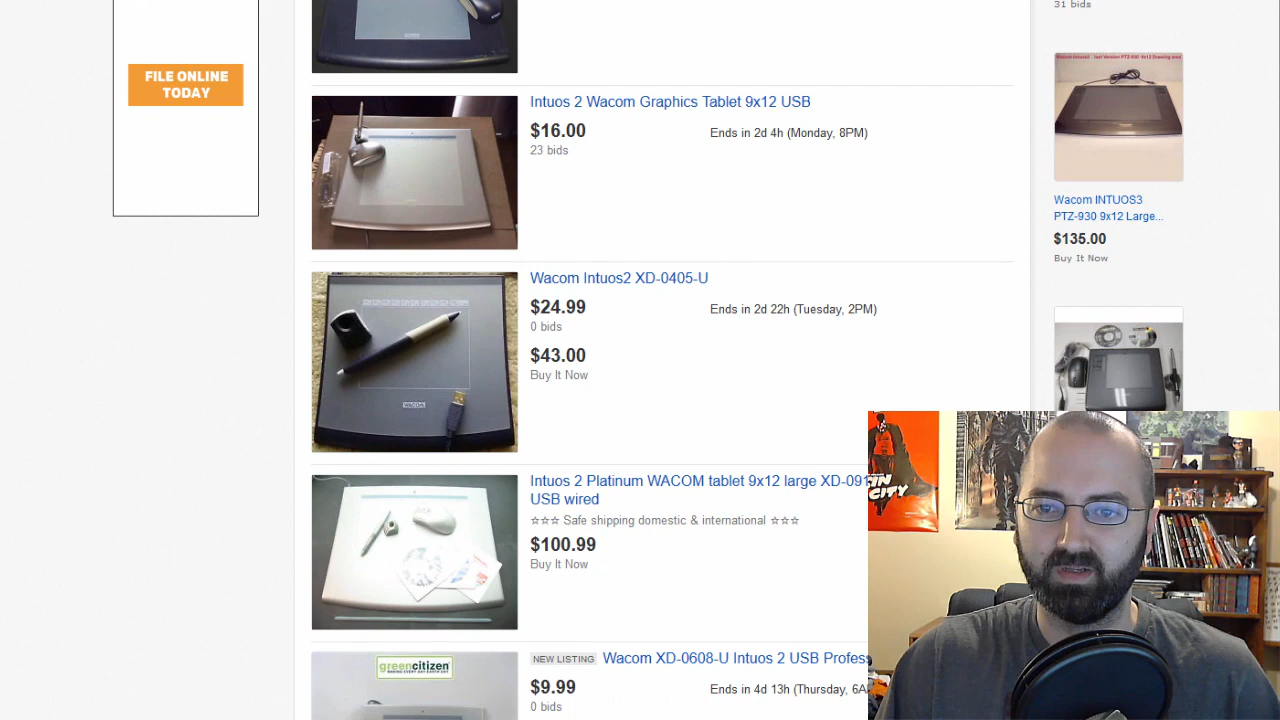 31 bids
FILE ONLINE
TODAY
Intuos 2 Wacom Graphics Tablet 9x12 USB
$16.00
Ends in 2d 4h (Monday, 8PM)
23 bids
Wacom INTUOS3
PTZ-930 9x12 Large...
$135.00
Buy It Now
Wacom Intuos2 XD-0405-U
$24.99
Ends in 2d 22h (Tuesday, 2PM)
0 bids
$43.00
Buy It Now
WACOM
Intuos 2 Platinum WACOM tablet 9x12 large XD-091
USB wired
☆☆☆ Safe shipping domestic & international ☆☆☆
$100.99
Buy It Now
IN
CITY
greencitizen
NEW LISTING Wacom XD-0608-U Intuos 2 USB Profess
$9.99
Ends in 4d 13h (Thursday, 6A
0 bids